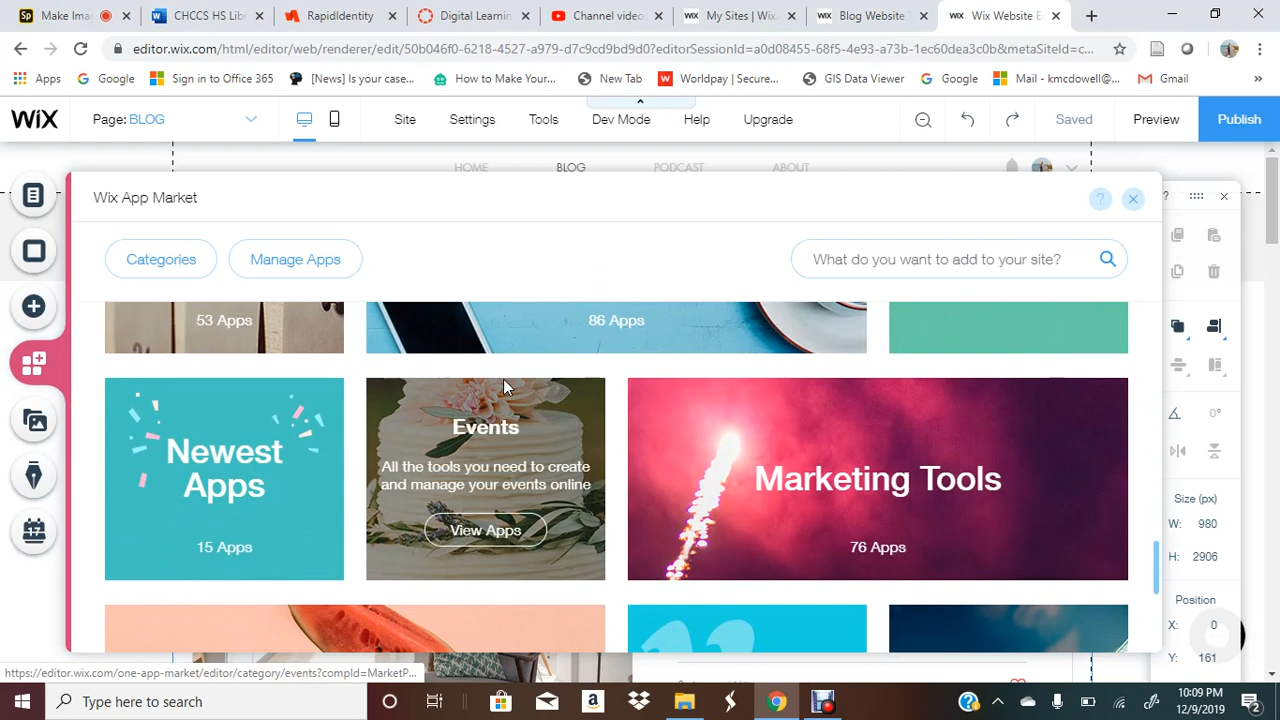 Make Im
CHCCS HS Lib
RapidIdentity
Digital Learnin
Channel video
My Sites | Wix
Blog Website T
Wix Website E
editor.wix.com/html/editor/web/renderer/edit/50b046f0-6218-4527-a979-d7c9cd9bd9d0?editorSessionId=a0d08455-68f5-4e93-a73b-1ec60dea3c0b&metaSiteId=c...
Apps
Google
Sign in to Office 365
[News] Is your case...
How to Make Your...
New Tab
Worldpay | Secure...
GIS Data Viewer
Google
Mail - kmcdowell@...
Gmail
»
WiX
Page: BLOG
Site
Settings
Tools
Dev Mode
Help
Upgrade
Saved
Preview
Publish
HOME
BLOG
PODCAST
ABOUT
Wix App Market
?
?
Categories
Manage Apps
What do you want to add to your site?
53 Apps
86 Apps
Newest
Apps
15 Apps
Events
All the tools you need to create
and manage your events online
View Apps
Marketing Tools
76 Apps
0°
Size (px)
W: 980
H: 2906
Position
X: 0
Y: 161
17
https://editor.wix.com/one-app-market/editor/category/events?compId=MarketP...
Type here to search
10:09 PM
12/9/2019
2